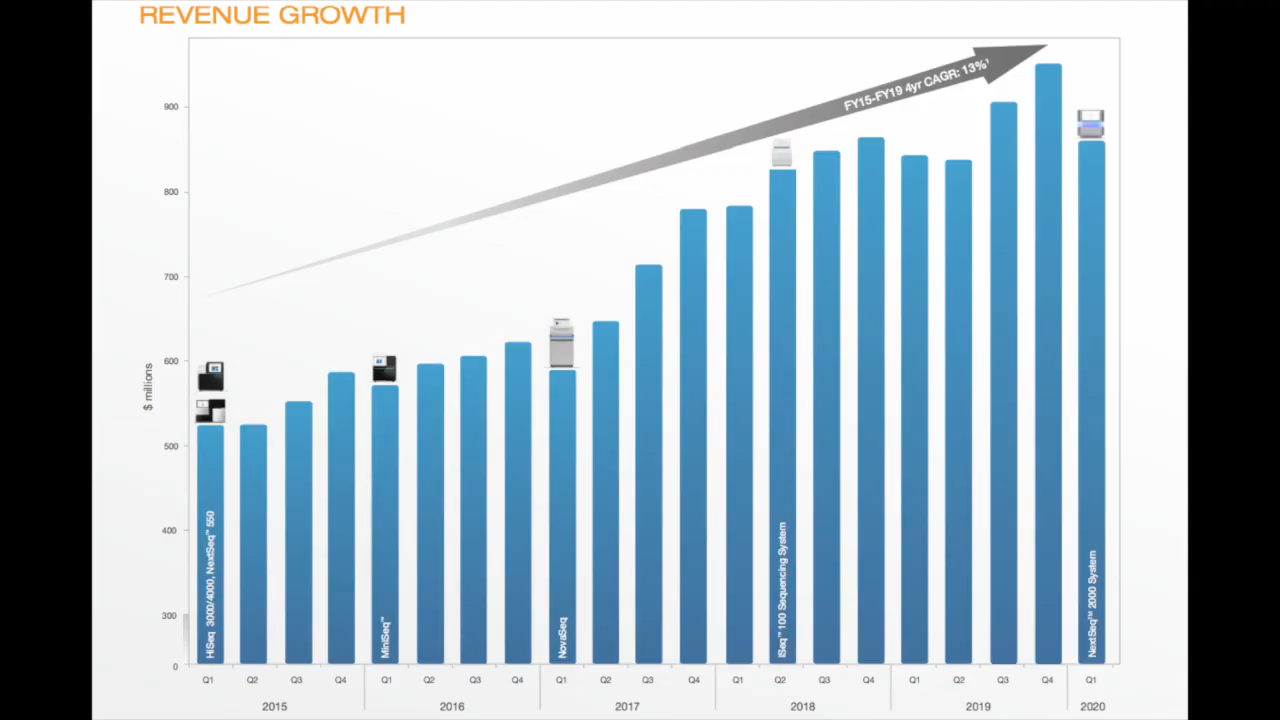 REVENUE GROWTH
FY15-FY19 4yr CAGR: 13%¹
$ millions
900
800
700
600
500
400
300
0
HiSeq 3000/4000, NextSeq™ 550
MiniSeq™
NovaSeq
iSeq™ 100 Sequencing System
NextSeq™ 2000 System
Q1 Q2 Q3 Q4 Q1 Q2 Q3 Q4 Q1 Q2 Q3 Q4 Q1 Q2 Q3 Q4 Q1 Q2 Q3 Q4 Q1
2015 2016 2017 2018 2019 2020